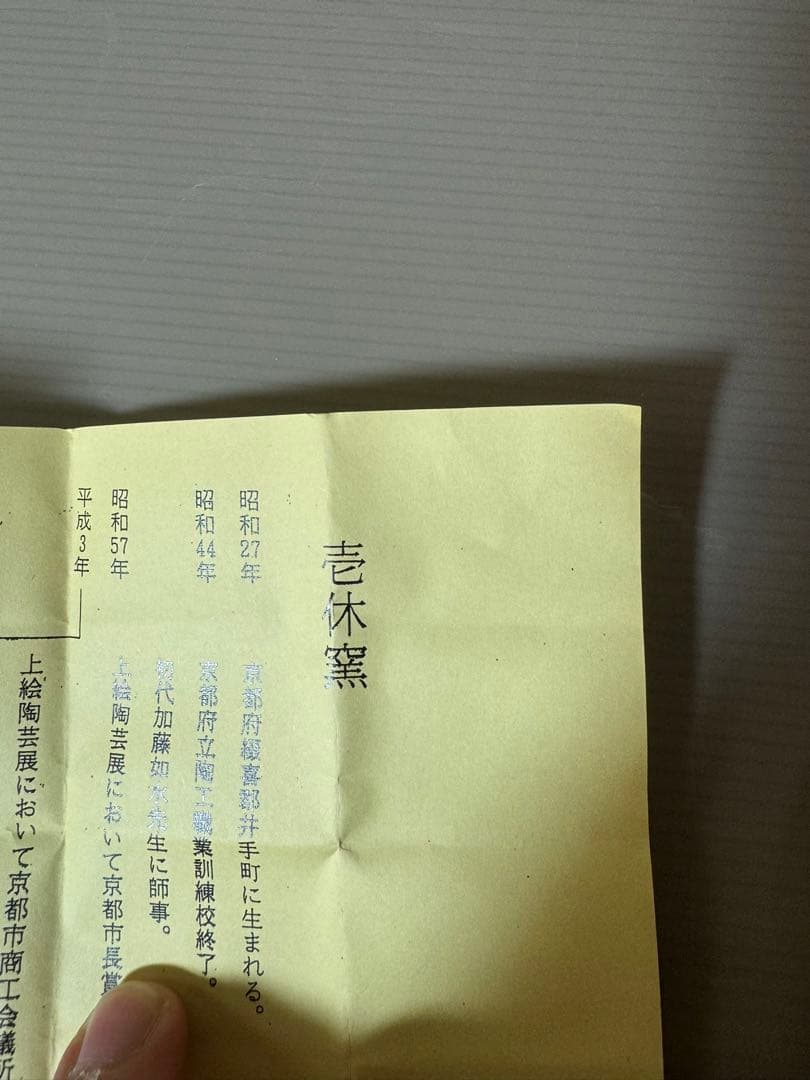 壱休窯
昭和27年 京都府綴喜郡井手町に生まれる。
昭和44年 京都府立陶工職業訓練校終了。
初代加藤如水先生に師事。
昭和57年 上絵陶芸展において京都市長賞
平成3年
上絵陶芸展において京都市商工会議所